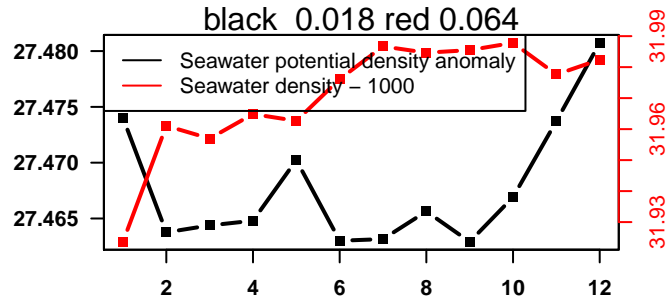 black 0.018 red 0.064
Seawater potential density anomaly
Seawater density − 1000
27.480
27.475
27.470
27.465
31.99
31.96
31.93
2 4 6 8 10 12